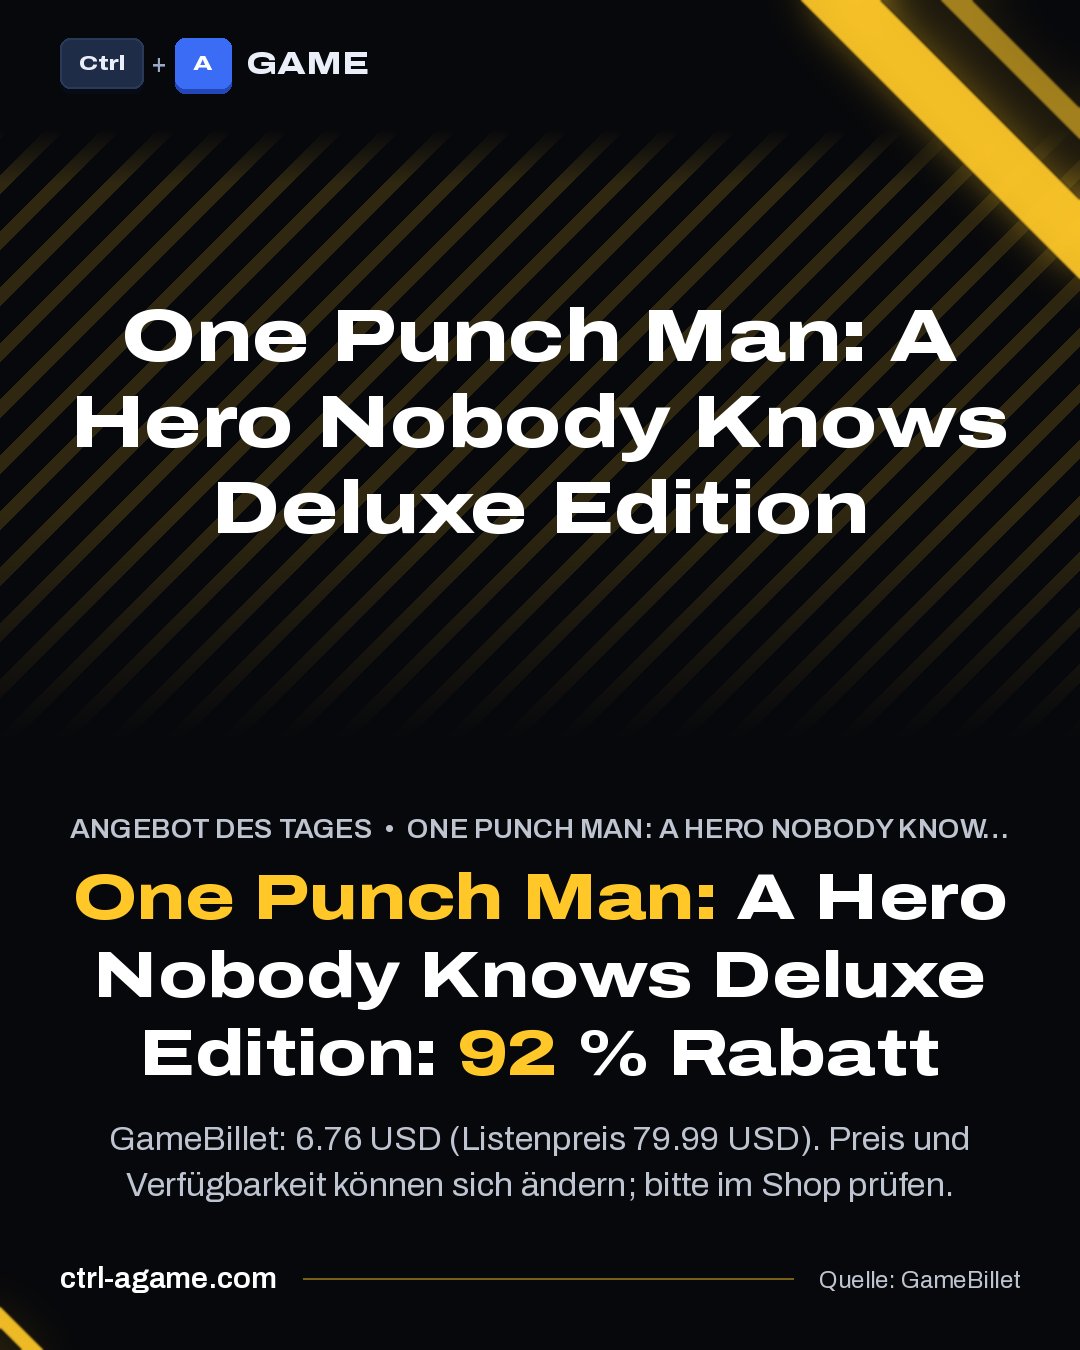 Ctrl + A GAME
One Punch Man: A
Hero Nobody Knows
Deluxe Edition
ANGEBOT DES TAGES • ONE PUNCH MAN: A HERO NOBODY KNOW...
One Punch Man: A Hero
Nobody Knows Deluxe
Edition: 92 % Rabatt
GameBillet: 6.76 USD (Listenpreis 79.99 USD). Preis und
Verfügbarkeit können sich ändern; bitte im Shop prüfen.
ctrl-agame.com
Quelle: GameBillet